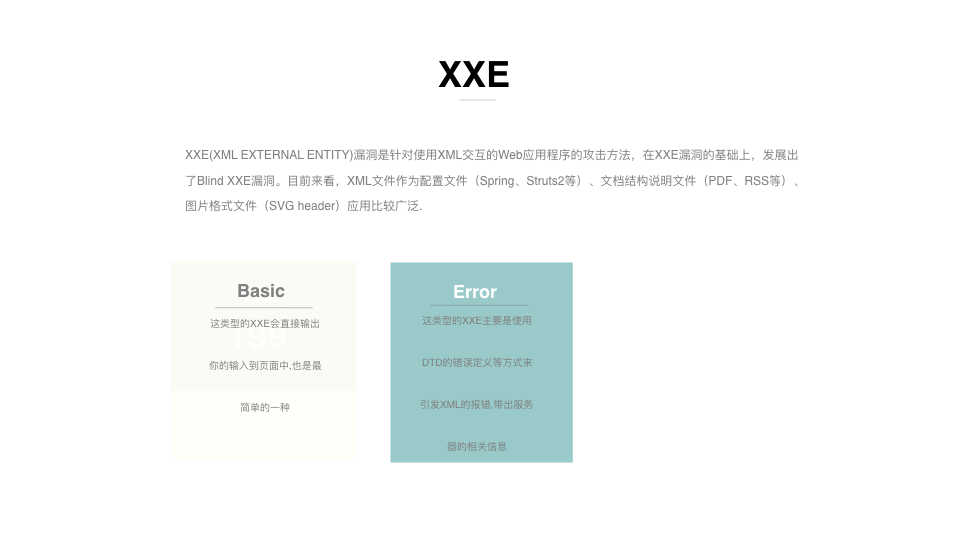 XXE
XXE(XML EXTERNAL ENTITY)漏洞是针对使用XML交互的Web应用程序的攻击方法，在XXE漏洞的基础上，发展出
了Blind XXE漏洞。目前来看，XML文件作为配置文件（Spring、Struts2等）、文档结构说明文件（PDF、RSS等）、
图片格式文件（SVG header）应用比较广泛.
Basic
这类型的XXE会直接输出
199
你的输入到页面中,也是最
简单的一种
Error
这类型的XXE主要是使用
DTD的错误定义等方式来
引发XML的报错,带出服务
器的相关信息